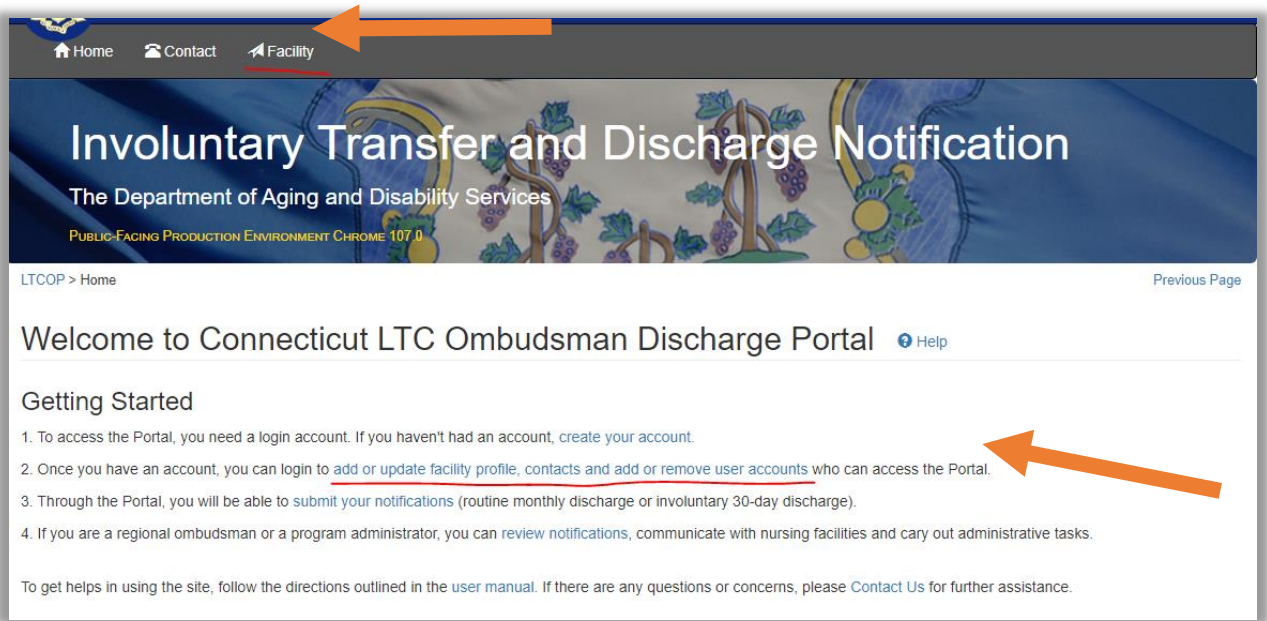 Home Contact Facility
Involuntary Transfer and Discharge Notification
The Department of Aging and Disability Services
Public-Facing Production Environment Chrome 107.0
LTCOP > Home Previous Page
Welcome to Connecticut LTC Ombudsman Discharge Portal Help
Getting Started
1. To access the Portal, you need a login account. If you haven't had an account, create your account.
2. Once you have an account, you can login to add or update facility profile, contacts and add or remove user accounts who can access the Portal.
3. Through the Portal, you will be able to submit your notifications (routine monthly discharge or involuntary 30-day discharge).
4. If you are a regional ombudsman or a program administrator, you can review notifications, communicate with nursing facilities and cary out administrative tasks.
To get helps in using the site, follow the directions outlined in the user manual. If there are any questions or concerns, please Contact Us for further assistance.